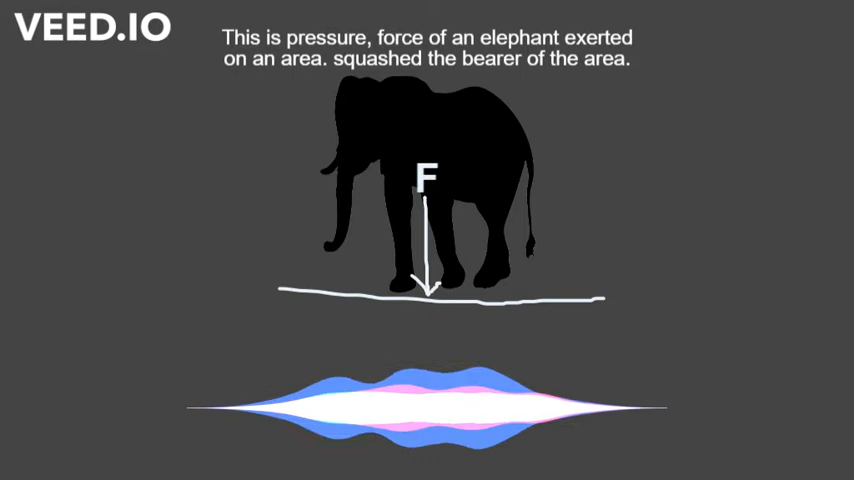 VEED.IO
This is pressure, force of an elephant exerted
on an area. squashed the bearer of the area.
F